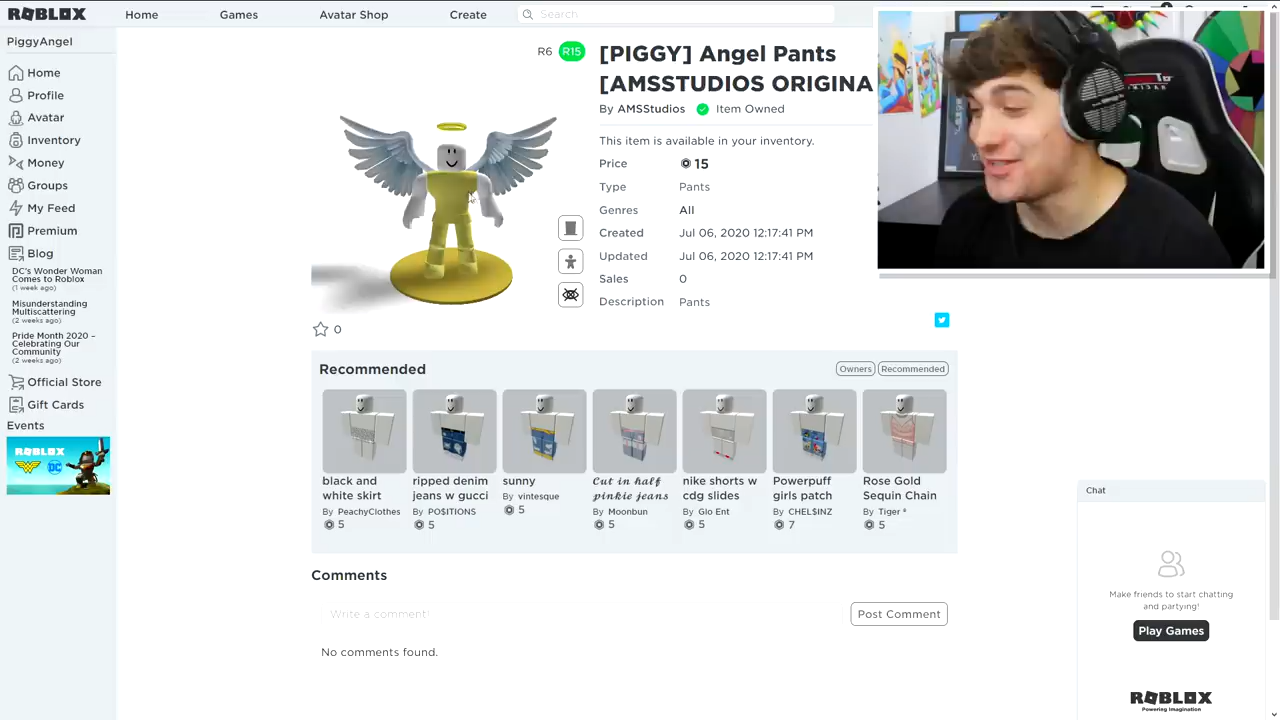 ROBLOX
Home
Games
Avatar Shop
Create
Search
PiggyAngel
Home
Profile
Avatar
Inventory
Money
Groups
My Feed
Premium
Blog
DC's Wonder Woman
Comes to Roblox
(1 week ago)
Misunderstanding
Multiscattering
(2 weeks ago)
Pride Month 2020 –
Celebrating Our
Community
(2 weeks ago)
Official Store
Gift Cards
Events
ROBLOX
DC
R6 R15
[PIGGY] Angel Pants
[AMSSTUDIOS ORIGINA
By AMSStudios Item Owned
This item is available in your inventory.
Price 15
Type Pants
Genres All
Created Jul 06, 2020 12:17:41 PM
Updated Jul 06, 2020 12:17:41 PM
Sales 0
Description Pants
0
Recommended
Owners
Recommended
black and
white skirt
By PeachyClothes
5
ripped denim
jeans w gucci
By PO$ITIONS
5
sunny
By vintesque
5
Cut in half
pinkie jeans
By Moonbun
5
nike shorts w
cdg slides
By Glo Ent
5
Powerpuff
girls patch
By CHEL$INZ
7
Rose Gold
Sequin Chain
By Tiger
5
Comments
Write a comment!
Post Comment
No comments found.
Chat
Make friends to start chatting
and partying!
Play Games
ROBLOX
Powering Imagination